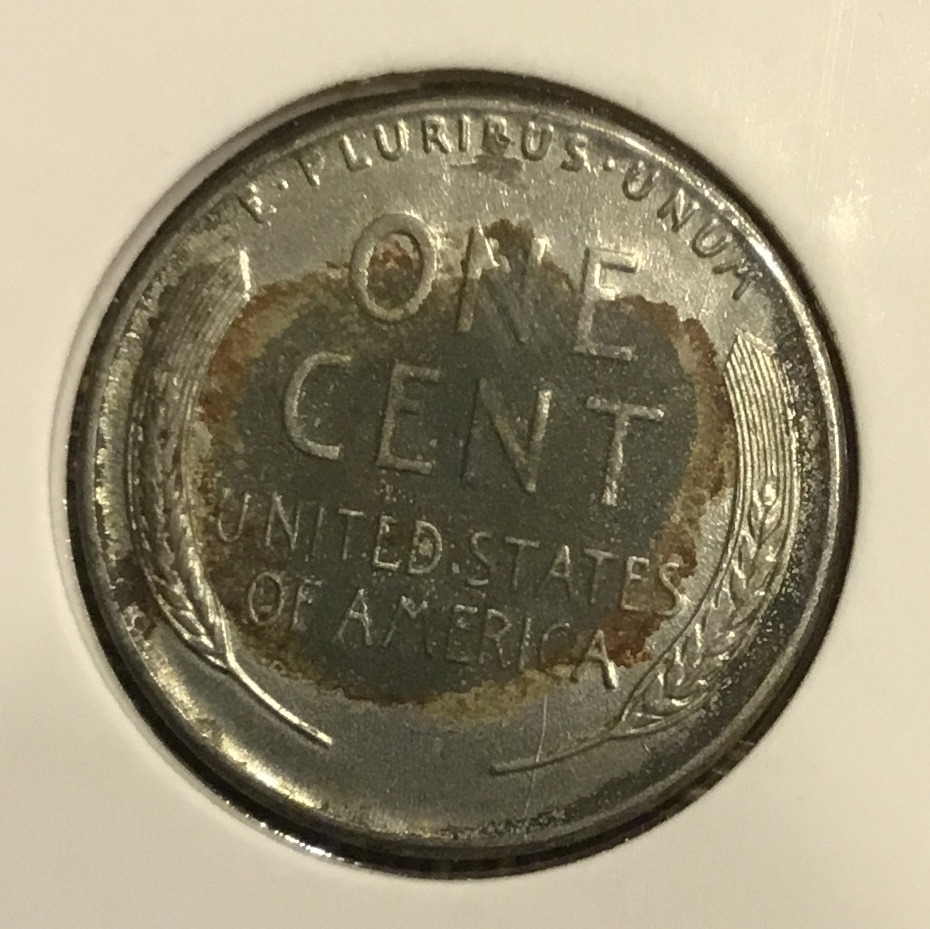 E·PLURIBUS·UNUM
ONE
CENT
UNITED·STATES
OF AMERICA